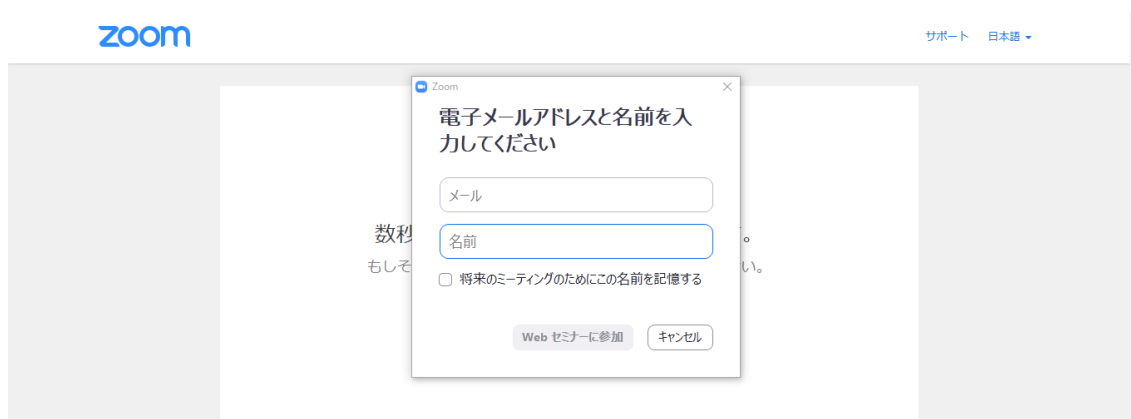 zoom
サポート 日本語
Zoom
電子メールアドレスと名前を入
力してください
メール
数秒
。
名前
もしそ
い。
将来のミーティングのためにこの名前を記憶する
Web セミナーに参加 キャンセル